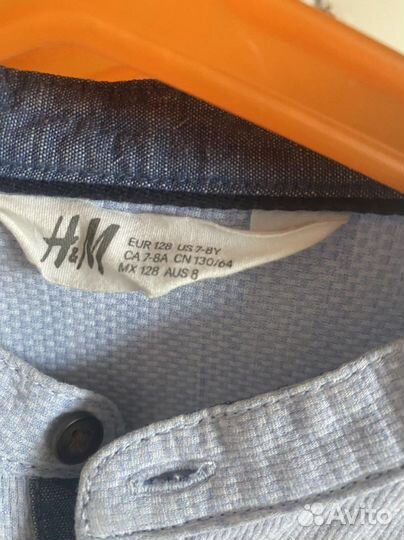 H&M
EUR 128 US 7-8Y
CA 7-8A CN 130/64
MX 128 AUS 8
Avito